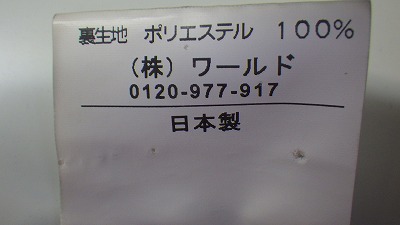 裏生地 ポリエステル 100%
（株）ワールド
0120-977-917
日本製